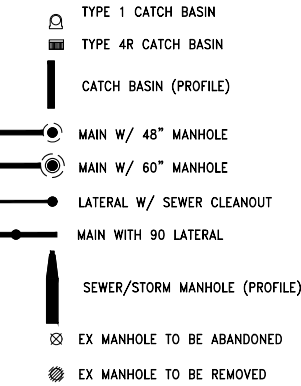 TYPE 1 CATCH BASIN
TYPE 4R CATCH BASIN
CATCH BASIN (PROFILE)
MAIN W/ 48" MANHOLE
MAIN W/ 60" MANHOLE
LATERAL W/ SEWER CLEANOUT
MAIN WITH 90 LATERAL
SEWER/STORM MANHOLE (PROFILE)
EX MANHOLE TO BE ABANDONED
EX MANHOLE TO BE REMOVED